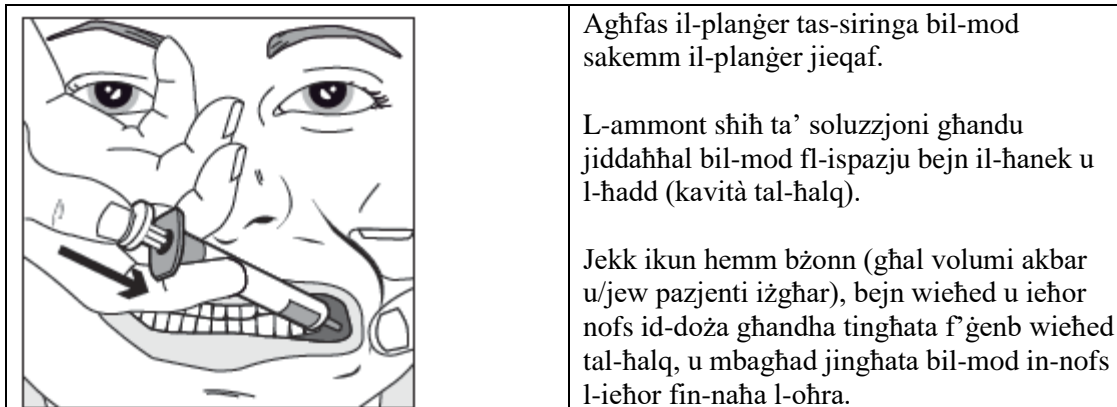 Agħfas il-planġer tas-siringa bil-mod
sakemm il-planġer jieqaf.
L-ammont sħiħ ta’ soluzzjoni għandu
jiddaħħal bil-mod fl-ispazju bejn il-ħanek u
l-ħadd (kavità tal-ħalq).
Jekk ikun hemm bżonn (għal volumi akbar
u/jew pazjenti iżgħar), bejn wieħed u ieħor
nofs id-doża għandha tingħata f’ġenb wieħed
tal-ħalq, u mbagħad jingħata bil-mod in-nofs
l-ieħor fin-naħa l-oħra.